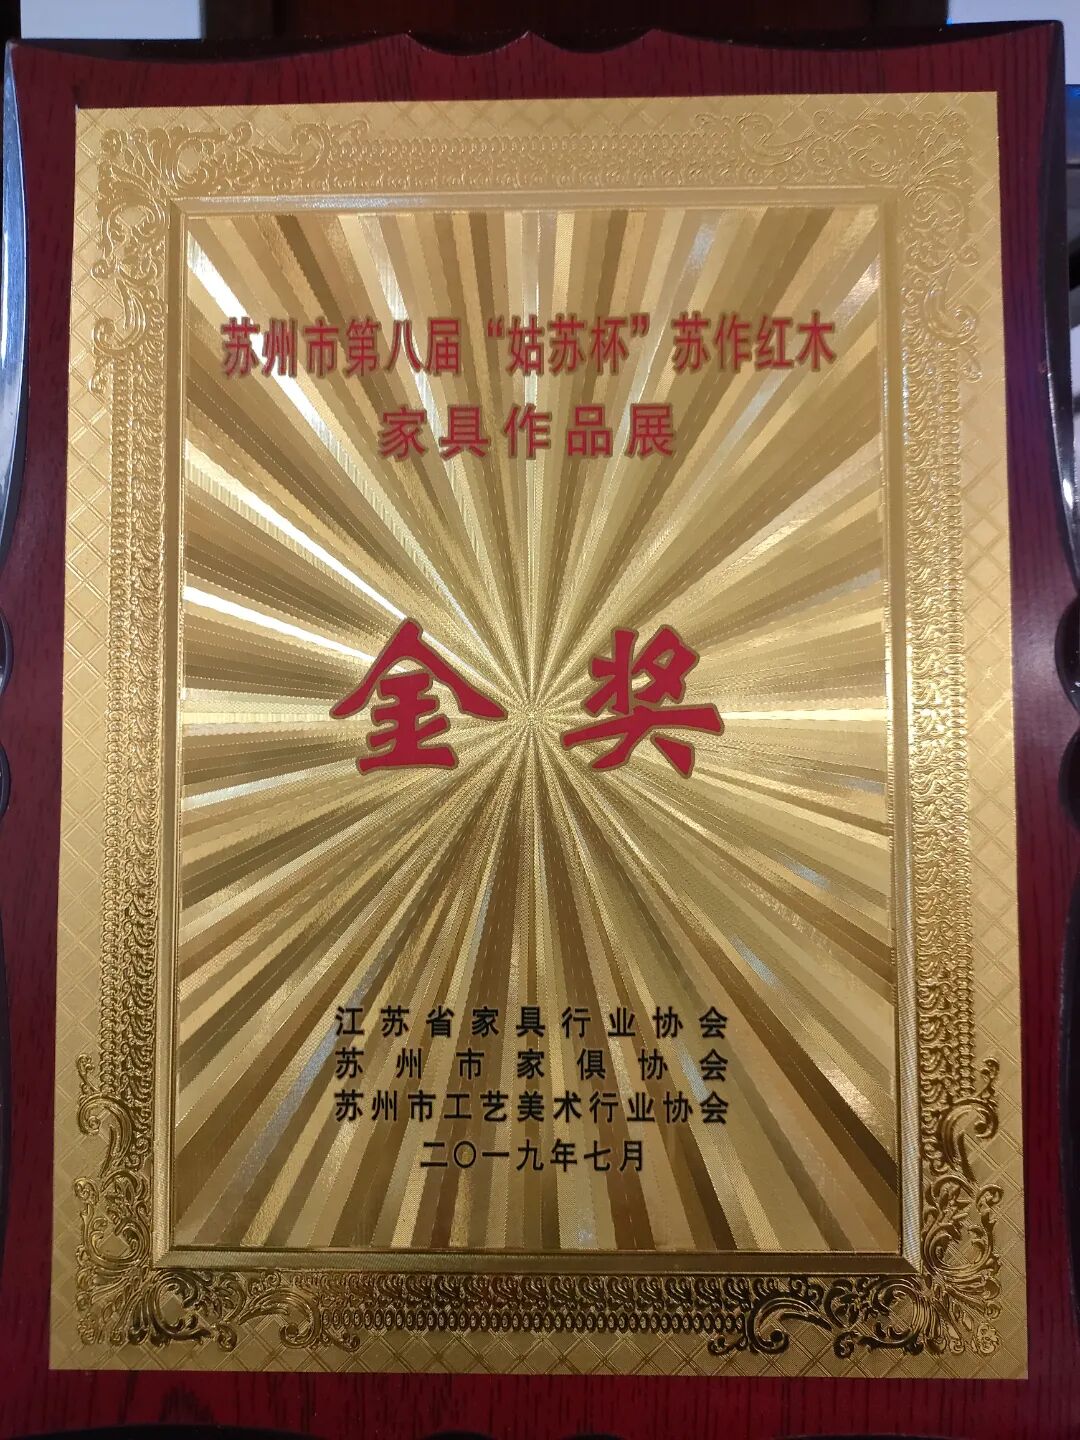 苏州市第八届“姑苏杯”苏作红木
家具作品展
金奖
江苏省家具行业协会
苏州市家俱协会
苏州市工艺美术行业协会
二〇一九年七月